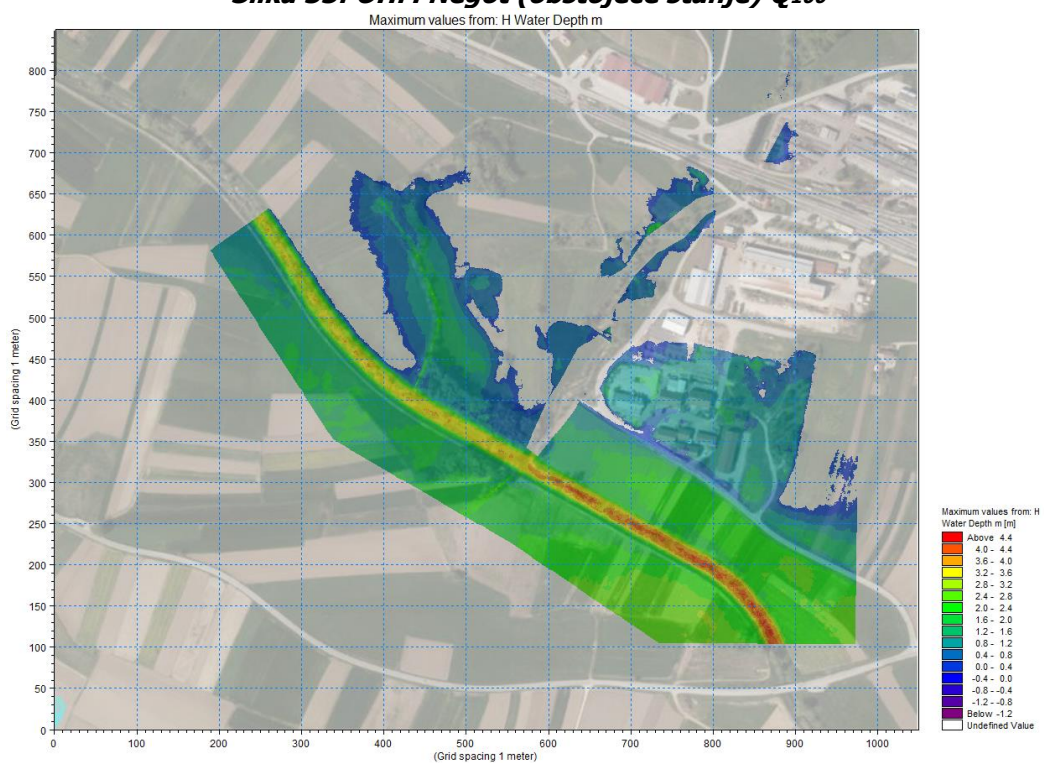 Slika (obstoječe stanje) Q₁₀₀
Maximum values from: H Water Depth m
800
750
700
650
600
550
500
450
400
350
300
250
200
150
100
50
0
(Grid spacing 1 meter)
0 100 200 300 400 500 600 700 800 900 1000
(Grid spacing 1 meter)
Maximum values from: H
Water Depth m [m]
Above 4.4
4.0 - 4.4
3.6 - 4.0
3.2 - 3.6
2.8 - 3.2
2.4 - 2.8
2.0 - 2.4
1.6 - 2.0
1.2 - 1.6
0.8 - 1.2
0.4 - 0.8
0.0 - 0.4
-0.4 - 0.0
-0.8 - -0.4
-1.2 - -0.8
Below -1.2
Undefined Value